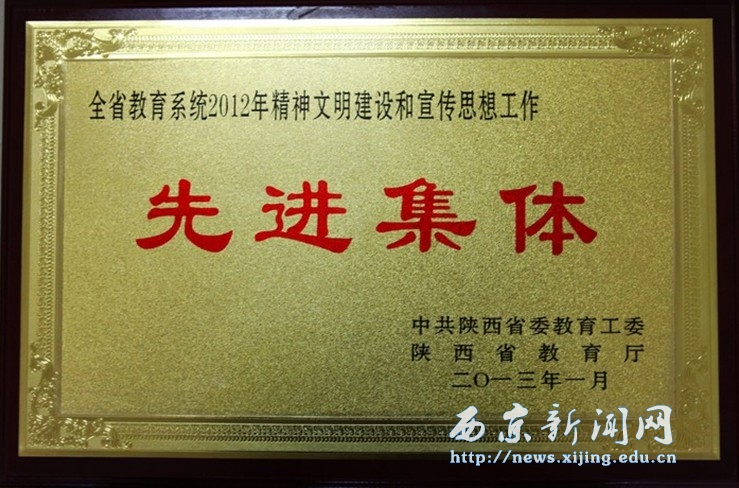 全省教育系统2012年精神文明建设和宣传思想工作
先进集体
中共陕西省委教育工委
陕西省教育厅
二〇一三年一月
西京新闻网
http://news.xijing.edu.cn